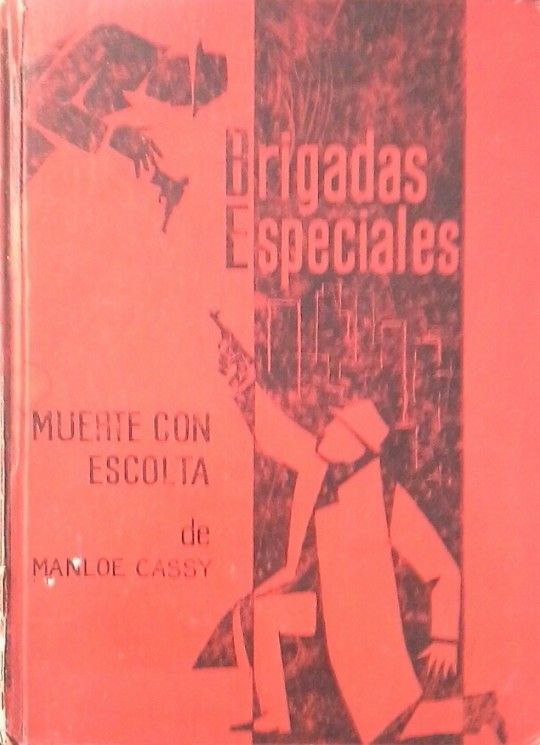 Brigadas
Especiales
MUERTE CON
ESCOLTA
de
MANLOE CASSY